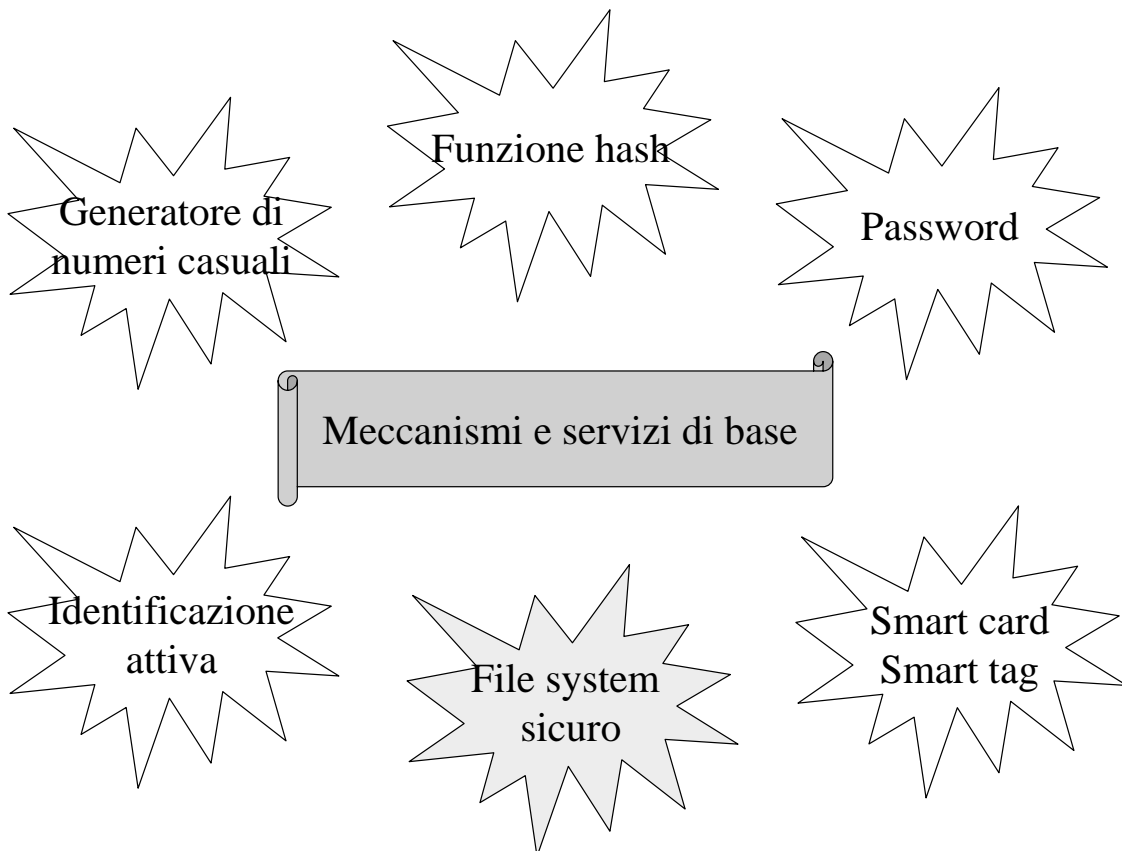 Funzione hash
Generatore di
numeri casuali
Password
Meccanismi e servizi di base
Identificazione
attiva
File system
sicuro
Smart card
Smart tag